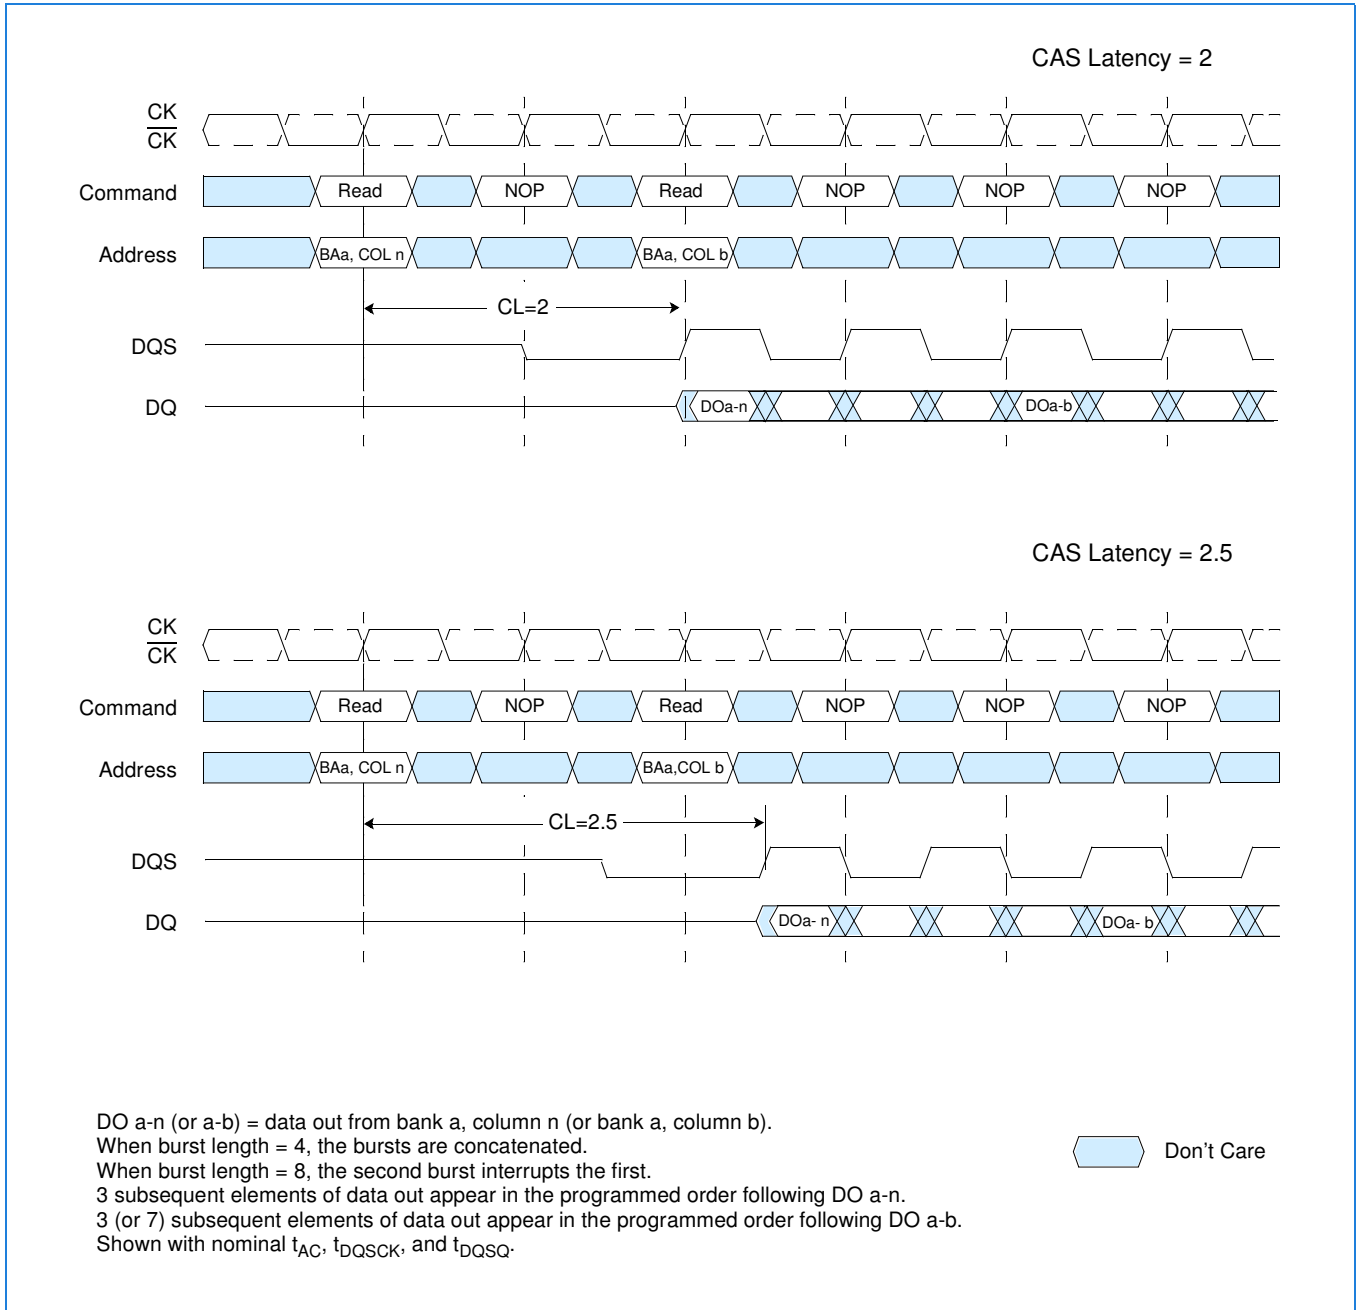 CAS Latency = 2
CK
CK
Command Read NOP Read NOP NOP NOP
Address BAa, COL n BAa, COL b
CL=2
DQS
DQ DOa-n DOa-b
CAS Latency = 2.5
CK
CK
Command Read NOP Read NOP NOP NOP
Address BAa, COL n BAa,COL b
CL=2.5
DQS
DQ DOa- n DOa- b
DO a-n (or a-b) = data out from bank a, column n (or bank a, column b).
When burst length = 4, the bursts are concatenated.
When burst length = 8, the second burst interrupts the first.
3 subsequent elements of data out appear in the programmed order following DO a-n.
3 (or 7) subsequent elements of data out appear in the programmed order following DO a-b.
Shown with nominal tAC, tDQSCK, and tDQSQ.
Don't Care